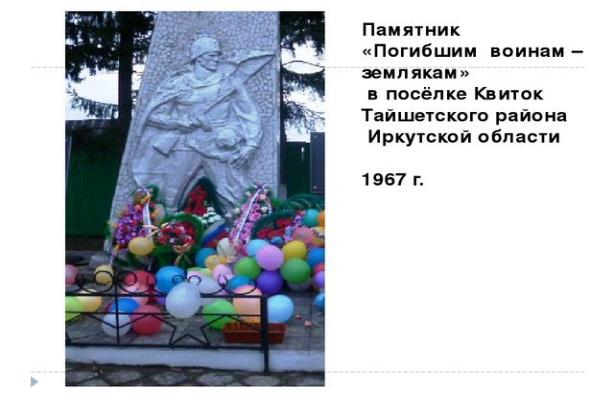 Памятник
«Погибшим воинам –
землякам»
в посёлке Квиток
Тайшетского района
Иркутской области
1967 г.